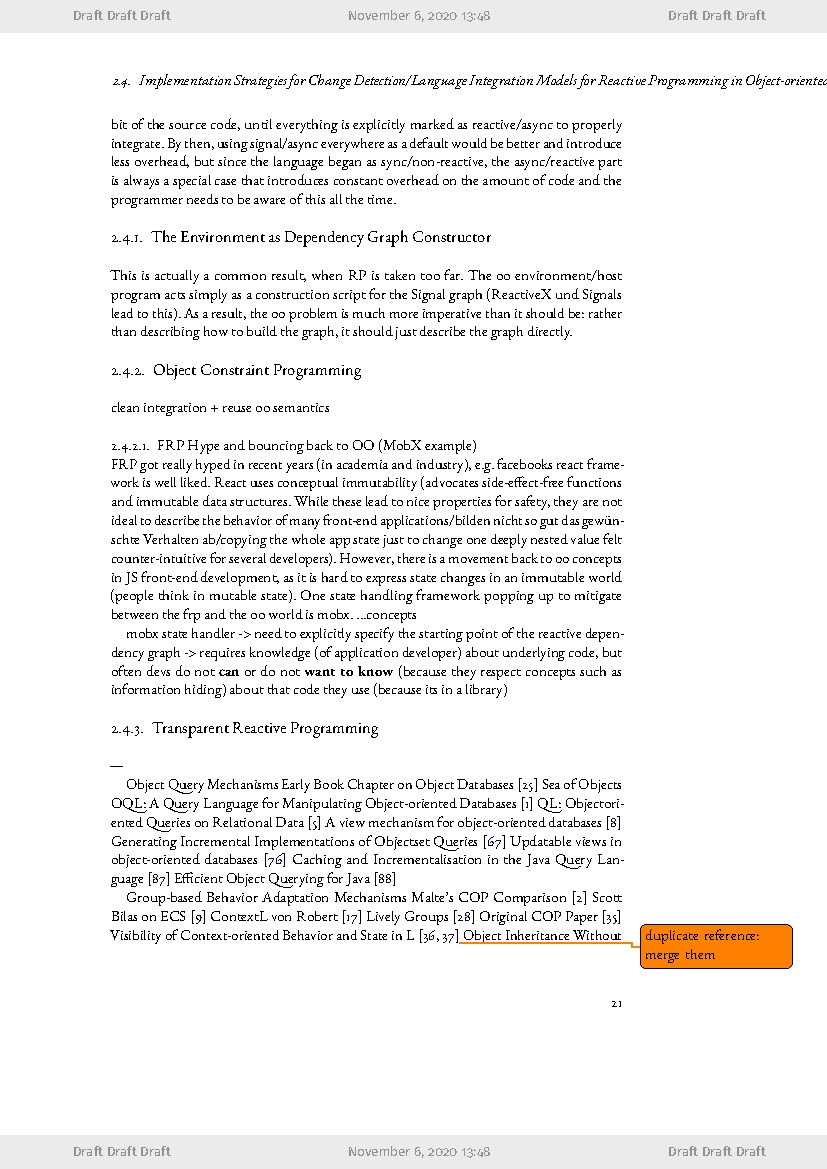 Draft Draft Draft November 6, 2020 13:48 Draft Draft Draft
2.4. Implementation Strategies for Change Detection/Language Integration Models for Reactive Programming in Object-oriented
bit of the source code, until everything is explicitly marked as reactive/async to properly
integrate. By then, using signal/async everywhere as a default would be better and introduce
less overhead, but since the language began as sync/non-reactive, the async/reactive part
is always a special case that introduces constant overhead on the amount of code and the
programmer needs to be aware of this all the time.
2.4.1. The Environment as Dependency Graph Constructor
This is actually a common result, when RP is taken too far. The oo environment/host
program acts simply as a construction script for the Signal graph (ReactiveX und Signals
lead to this). As a result, the oo problem is much more imperative than it should be: rather
than describing how to build the graph, it should just describe the graph directly.
2.4.2. Object Constraint Programming
clean integration + reuse oo semantics
2.4.2.1. FRP Hype and bouncing back to OO (MobX example)
FRP got really hyped in recent years (in academia and industry), e.g. facebooks react frame-
work is well liked. React uses conceptual immutability (advocates side-effect-free functions
and immutable data structures. While these lead to nice properties for safety, they are not
ideal to describe the behavior of many front-end applications/bilden nicht so gut das gewün-
schte Verhalten ab/copying the whole app state just to change one deeply nested value felt
counter-intuitive for several developers). However, there is a movement back to oo concepts
in JS front-end development, as it is hard to express state changes in an immutable world
(people think in mutable state). One state handling framework popping up to mitigate
between the frp and the oo world is mobx. ...concepts
mobx state handler -> need to explicitly specify the starting point of the reactive depen-
dency graph -> requires knowledge (of application developer) about underlying code, but
often devs do not can or do not want to know (because they respect concepts such as
information hiding) about that code they use (because its in a library)
2.4.3. Transparent Reactive Programming
—
Object Query Mechanisms Early Book Chapter on Object Databases [25] Sea of Objects
OQL: A Query Language for Manipulating Object-oriented Databases [1] QL: Objectori-
ented Queries on Relational Data [5] A view mechanism for object-oriented databases [8]
Generating Incremental Implementations of Objectset Queries [67] Updatable views in
object-oriented databases [76] Caching and Incrementalisation in the Java Query Lan-
guage [87] Efficient Object Querying for Java [88]
Group-based Behavior Adaptation Mechanisms Malte's COP Comparison [2] Scott
Bilas on ECS [9] ContextL von Robert [17] Lively Groups [28] Original COP Paper [35]
Visibility of Context-oriented Behavior and State in L [36, 37] Object Inheritance Without
duplicate reference:
merge them
21
Draft Draft Draft November 6, 2020 13:48 Draft Draft Draft